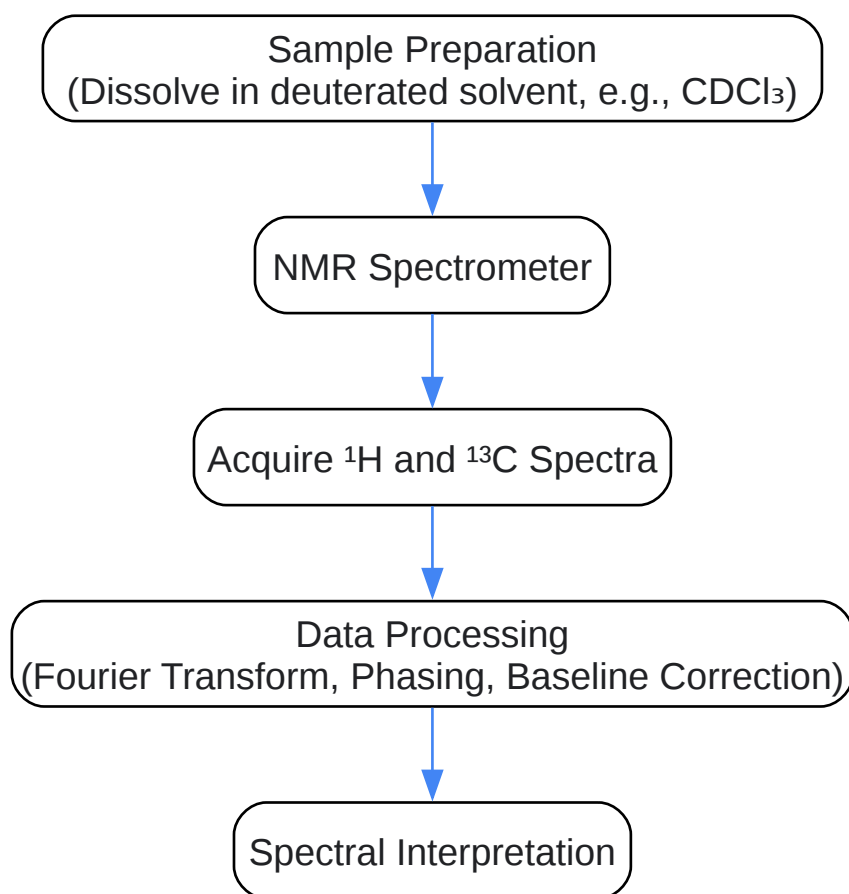 Sample Preparation
(Dissolve in deuterated solvent, e.g., CDCl₃)
NMR Spectrometer
Acquire ¹H and ¹³C Spectra
Data Processing
(Fourier Transform, Phasing, Baseline Correction)
Spectral Interpretation